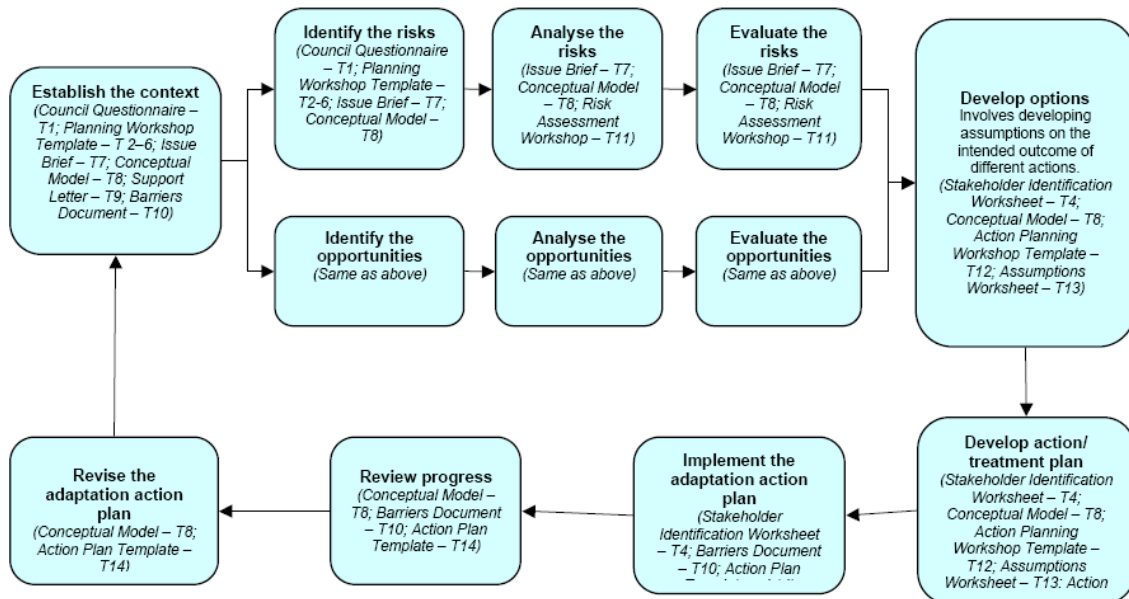 Establish the context
(Council Questionnaire –
T1; Planning Workshop
Template – T 2–6; Issue
Brief – T7; Conceptual
Model – T8; Support
Letter – T9; Barriers
Document – T10)
Identify the risks
(Council Questionnaire
– T1; Planning
Workshop Template –
T2-6; Issue Brief – T7;
Conceptual Model – T8)
Analyse the
risks
(Issue Brief – T7;
Conceptual Model
– T8; Risk
Assessment
Workshop – T11)
Evaluate the
risks
(Issue Brief – T7;
Conceptual Model
– T8; Risk
Assessment
Workshop – T11)
Identify the
opportunities
(Same as above)
Analyse the
opportunities
(Same as above)
Evaluate the
opportunities
(Same as above)
Develop options
Involves developing
assumptions on the
intended outcome of
different actions.
(Stakeholder Identification
Worksheet – T4;
Conceptual Model – T8;
Action Planning
Workshop Template –
T12; Assumptions
Worksheet – T13)
Develop action/
treatment plan
(Stakeholder Identification
Worksheet – T4;
Conceptual Model – T8;
Action Planning
Workshop Template –
T12; Assumptions
Worksheet – T13: Action
Implement the
adaptation action plan
(Stakeholder
Identification Worksheet
– T4; Barriers Document
– T10; Action Plan
Review progress
(Conceptual Model –
T8; Barriers Document
– T10; Action Plan
Template – T14)
Revise the
adaptation action
plan
(Conceptual Model – T8;
Action Plan Template –
T14)